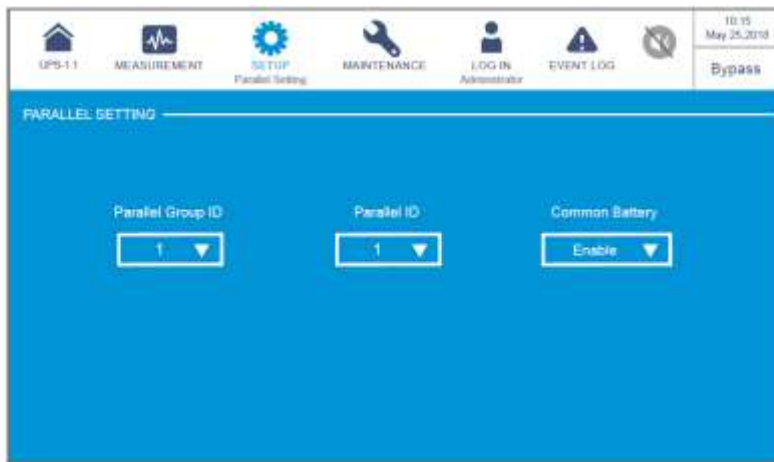 10:15
May 25,2018
UPS-1.1 MEASUREMENT SETUP MAINTENANCE LOG IN EVENT LOG
Parallel Setting Administrator
Bypass
PARALLEL SETTING
Parallel Group ID Parallel ID Common Battery
1 1 Enable